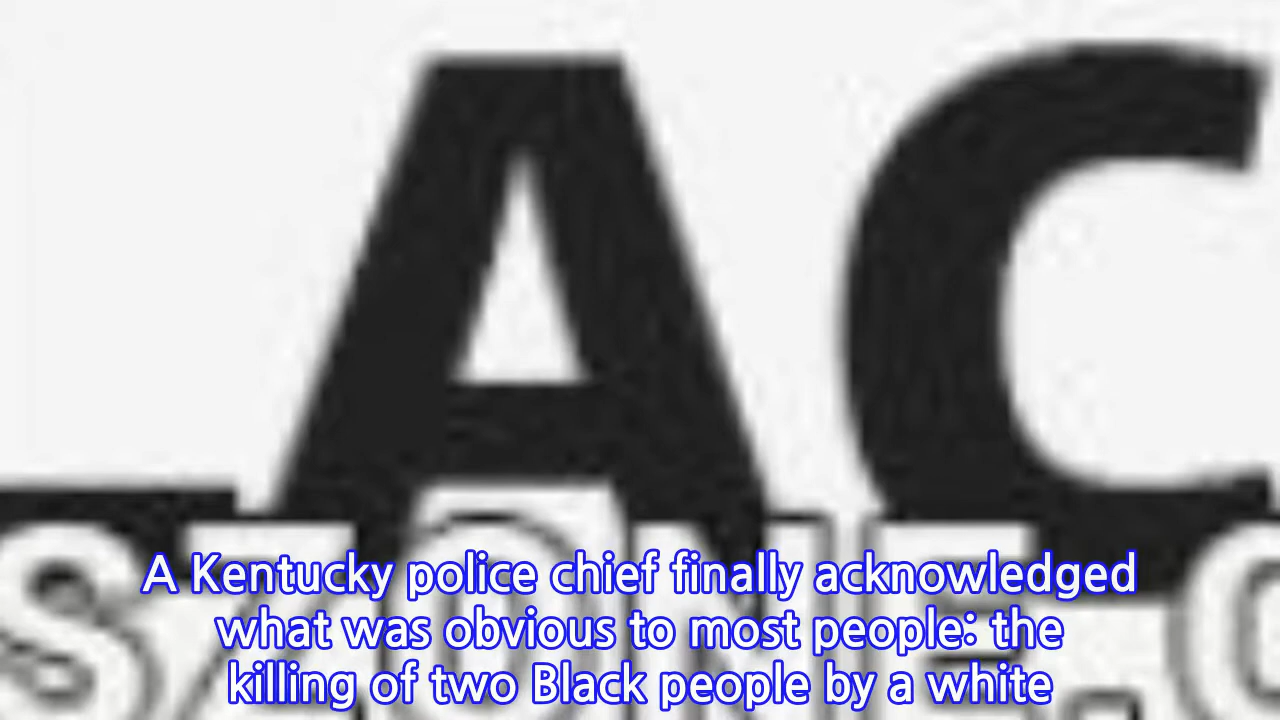 AC
A Kentucky police chief finally acknowledged
what was obvious to most people: the
killing of two Black people by a white